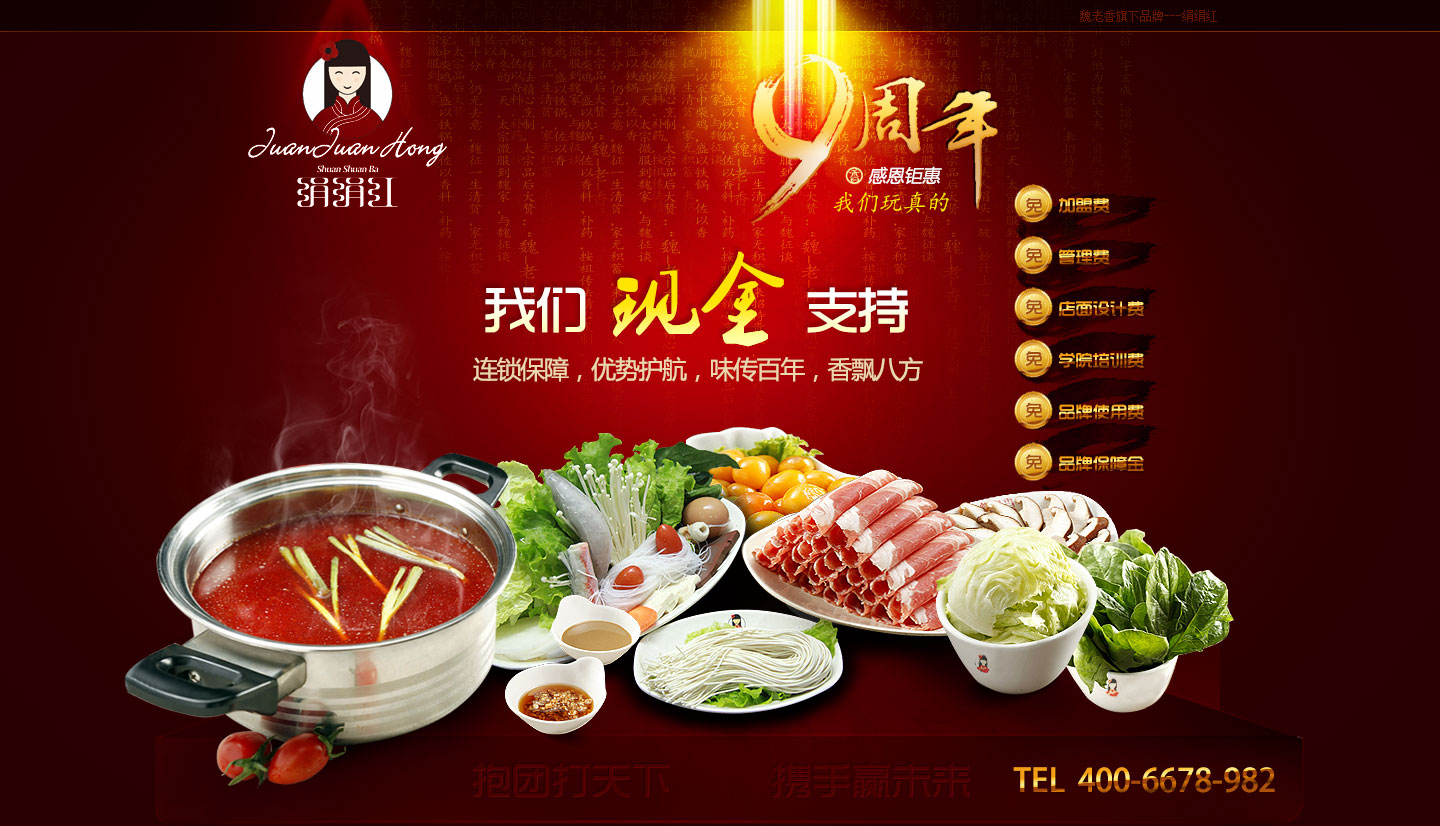 魏老香旗下品牌---绢绢红
JuanJuan Hong
Shuan Shuan Ba
绢绢红
9周年
感恩钜惠
我们玩真的
免 加盟费
免 管理费
免 店面设计费
免 学院培训费
免 品牌使用费
免 品牌保障金
我们 现金 支持
连锁保障，优势护航，味传百年，香飘八方
抱团打天下 携手赢未来
TEL 400-6678-982